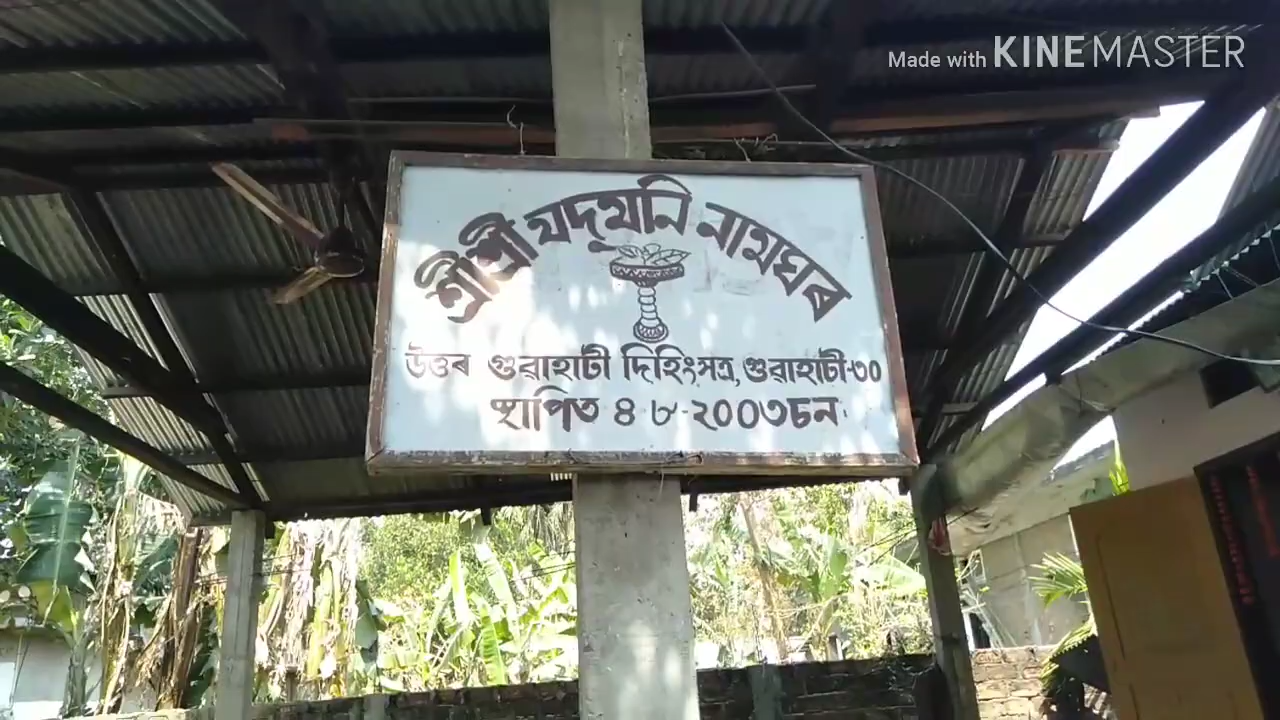 Made with KINEMASTER
শ্রীশ্রী যদুমনি নামঘৰ
উত্তৰ গুৱাহাটী দিহিংসত্ৰ, গুৱাহাটী-৩০
স্থাপিত ৪-৮-২০০৩চন